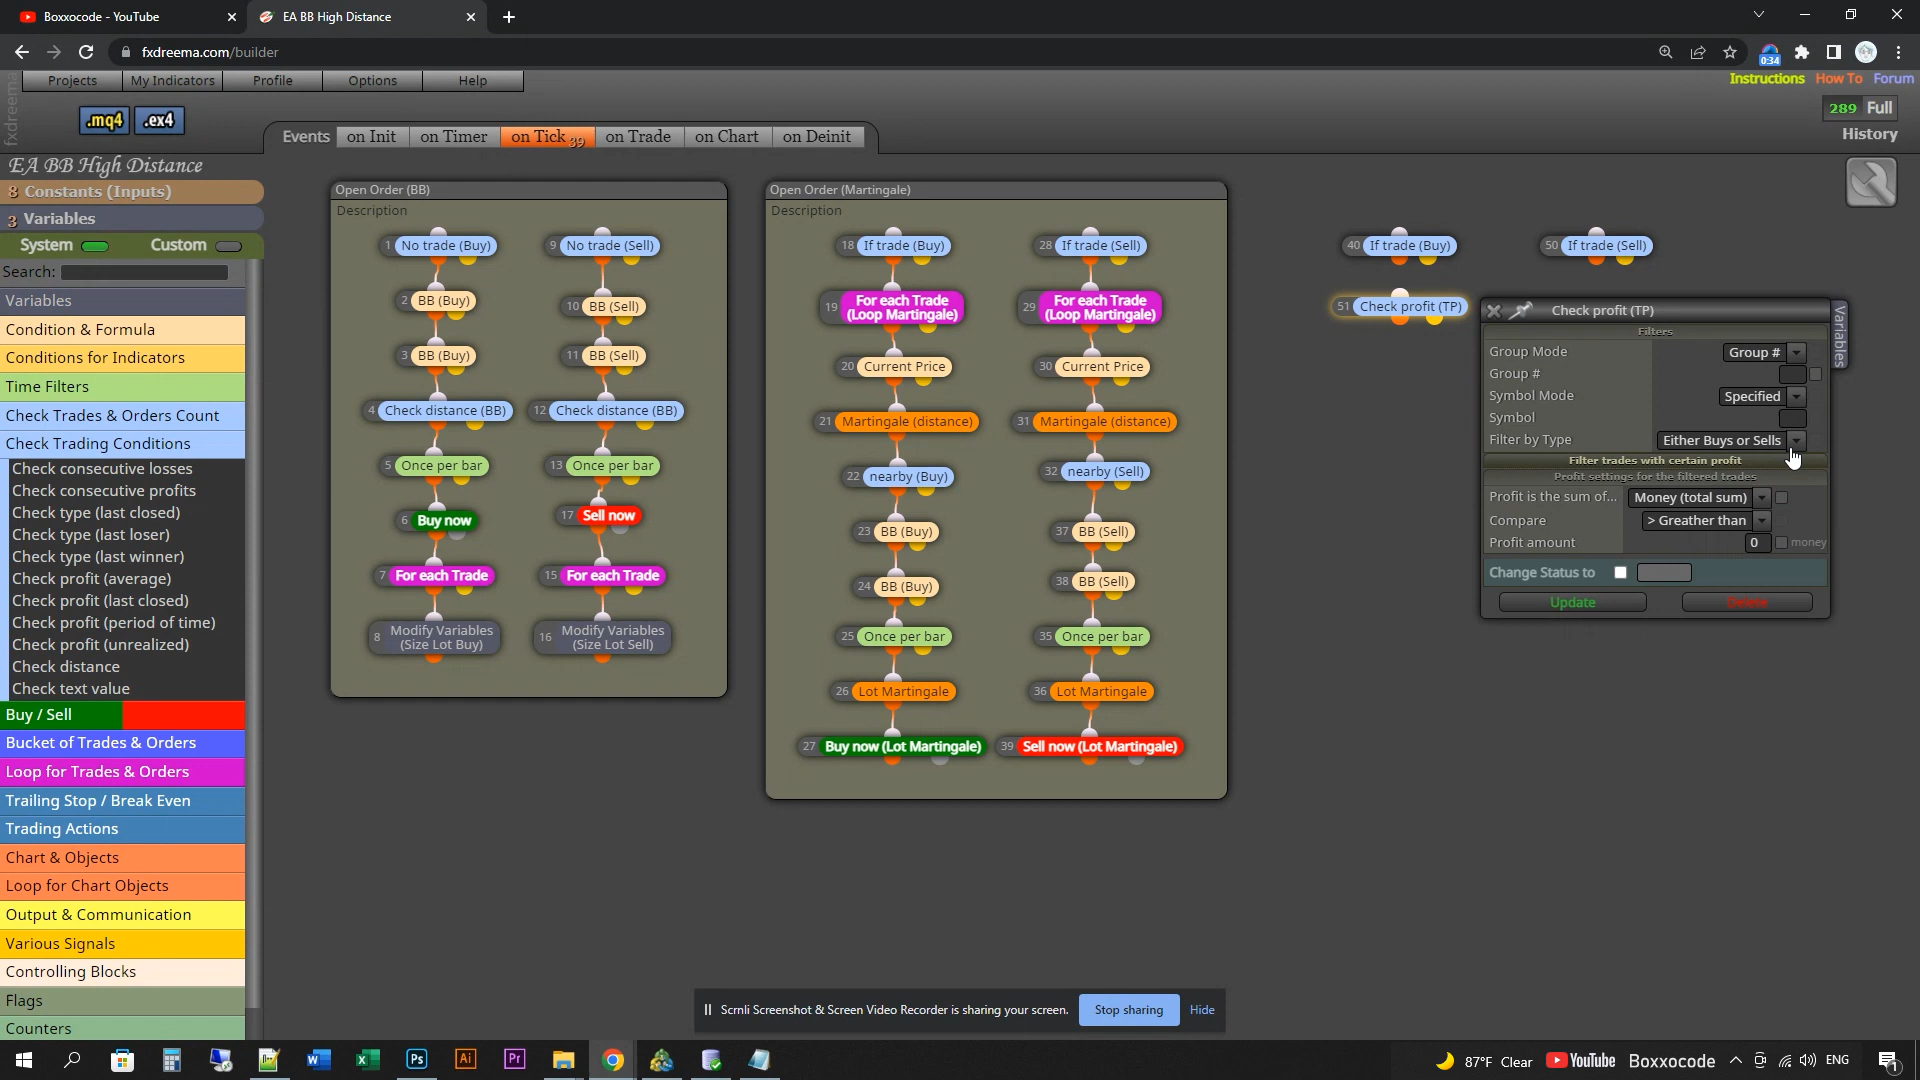 Boxxocode - YouTube
EA BB High Distance
fxdreema.com/builder
0:34
Projects
My Indicators
Profile
Options
Help
Instructions
How To
Forum
fxdreema
.mq4
.ex4
289 Full
History
Events
on Init
on Timer
on Tick 39
on Trade
on Chart
on Deinit
EA BB High Distance
8 Constants (Inputs)
3 Variables
System
Custom
Search:
Variables
Condition & Formula
Conditions for Indicators
Time Filters
Check Trades & Orders Count
Check Trading Conditions
Check consecutive losses
Check consecutive profits
Check type (last closed)
Check type (last loser)
Check type (last winner)
Check profit (average)
Check profit (last closed)
Check profit (period of time)
Check profit (unrealized)
Check distance
Check text value
Buy / Sell
Bucket of Trades & Orders
Loop for Trades & Orders
Trailing Stop / Break Even
Trading Actions
Chart & Objects
Loop for Chart Objects
Output & Communication
Various Signals
Controlling Blocks
Flags
Counters
Open Order (BB)
Description
1 No trade (Buy)
9 No trade (Sell)
2 BB (Buy)
10 BB (Sell)
3 BB (Buy)
11 BB (Sell)
4 Check distance (BB)
12 Check distance (BB)
5 Once per bar
13 Once per bar
6 Buy now
17 Sell now
7 For each Trade
15 For each Trade
8 Modify Variables
(Size Lot Buy)
16 Modify Variables
(Size Lot Sell)
Open Order (Martingale)
Description
18 If trade (Buy)
28 If trade (Sell)
19 For each Trade
(Loop Martingale)
29 For each Trade
(Loop Martingale)
20 Current Price
30 Current Price
21 Martingale (distance)
31 Martingale (distance)
22 nearby (Buy)
32 nearby (Sell)
23 BB (Buy)
37 BB (Sell)
24 BB (Buy)
38 BB (Sell)
25 Once per bar
35 Once per bar
26 Lot Martingale
36 Lot Martingale
27 Buy now (Lot Martingale)
39 Sell now (Lot Martingale)
40 If trade (Buy)
50 If trade (Sell)
51 Check profit (TP)
Check profit (TP)
Variables
Filters
Group Mode
Group #
Group #
Symbol Mode
Specified
Symbol
Filter by Type
Either Buys or Sells
Filter trades with certain profit
Profit settings for the filtered trades
Profit is the sum of...
Money (total sum)
Compare
> Greather than
Profit amount
0
money
Change Status to
Update
Delete
Scrnli Screenshot & Screen Video Recorder is sharing your screen.
Stop sharing
Hide
Ps
Ai
Pr
87°F Clear
YouTube
Boxxocode
ENG
1